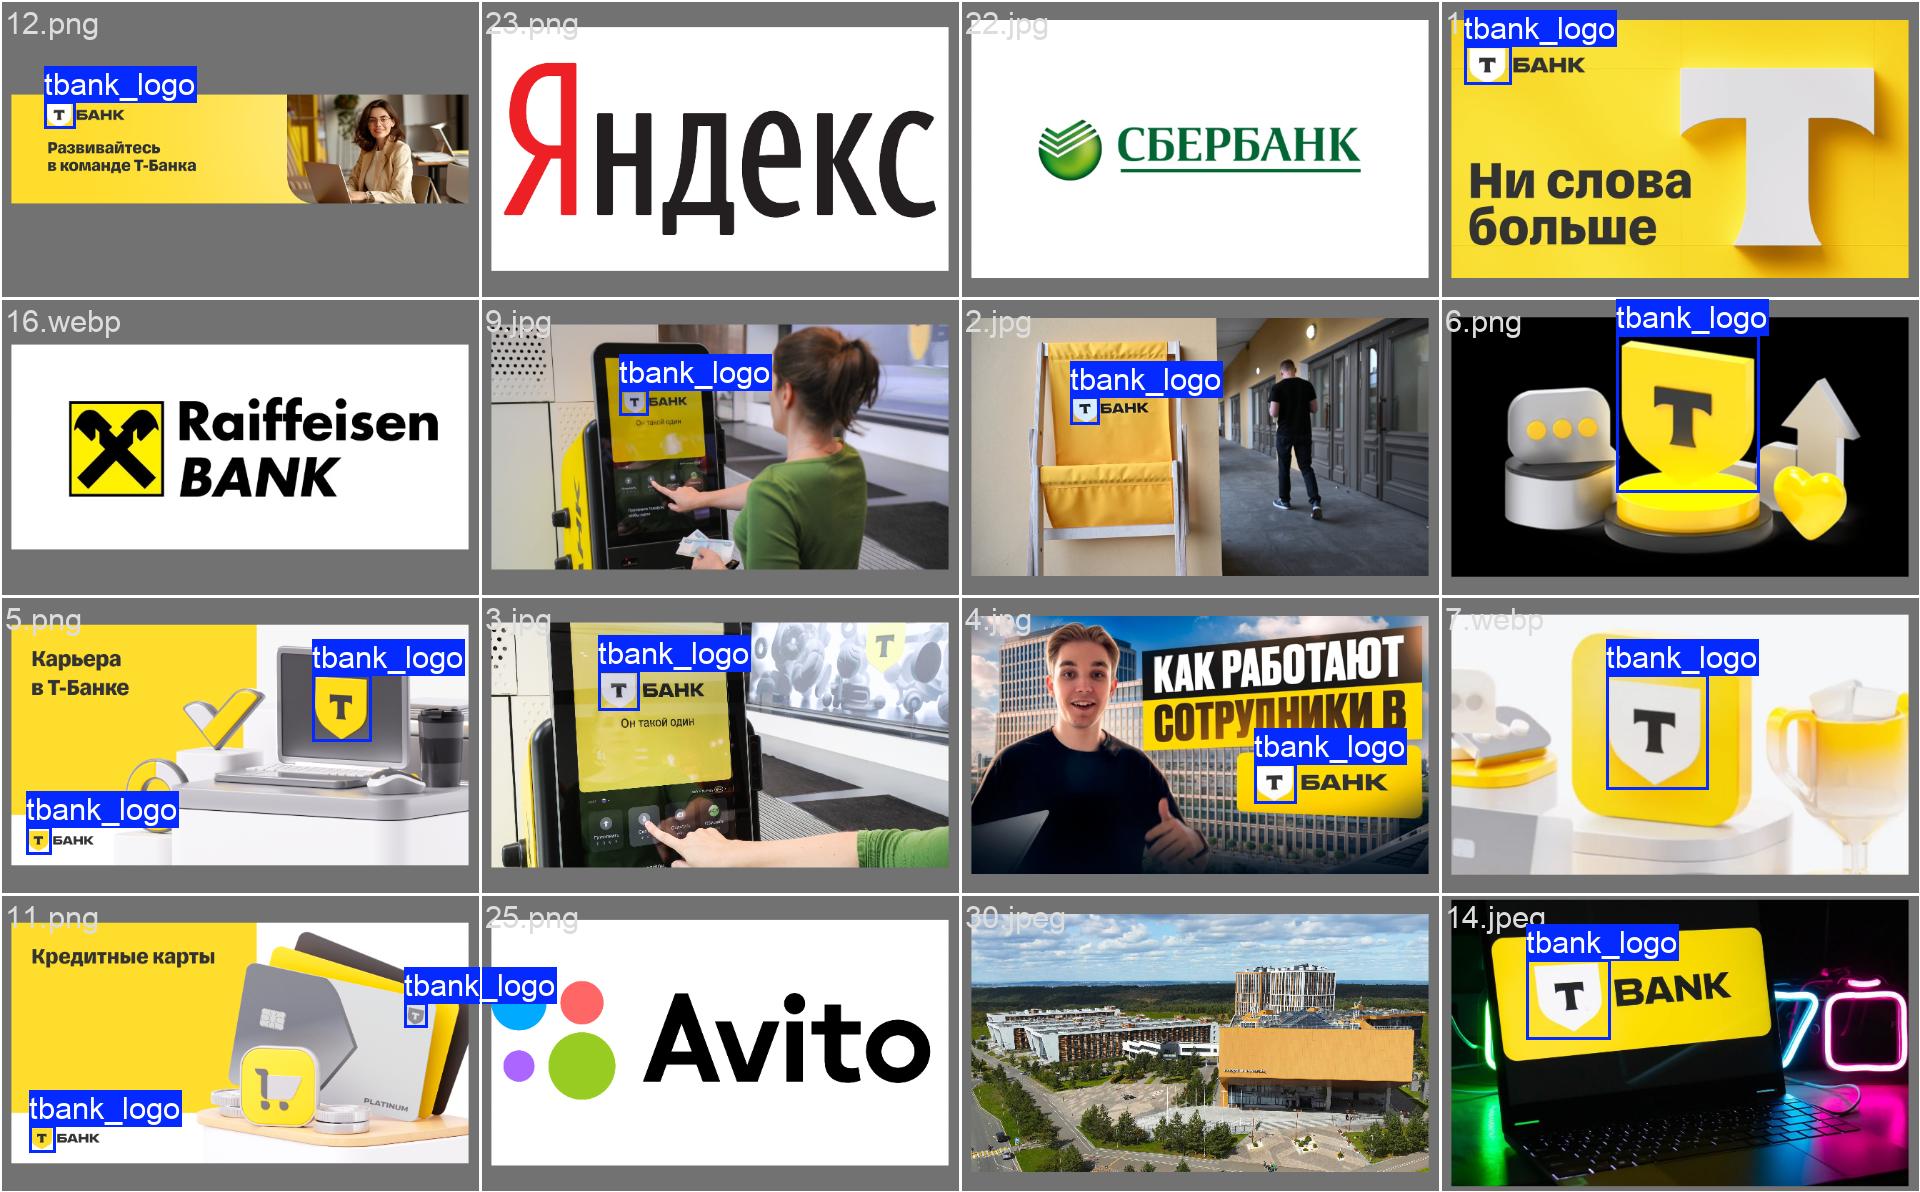 12.png
tbank_logo
Т БАНК
Развивайтесь
в команде Т-Банка
23.png
Яндекс
22.jpg
СБЕРБАНК
1
tbank_logo
Т БАНК
Ни слова
больше
Т
16.webp
Raiffeisen
BANK
9.jpg
tbank_logo
Т БАНК
Он такой один
2.jpg
tbank_logo
Т БАНК
6.png
tbank_logo
Т
5.png
Карьера
в Т-Банке
tbank_logo
Т
tbank_logo
Т БАНК
3.jpg
tbank_logo
Т БАНК
Он такой один
Т
4.jpg
КАК РАБОТАЮТ
СОТРУДНИКИ В
tbank_logo
Т БАНК
7.webp
tbank_logo
Т
11.png
Кредитные карты
tbank_logo
Т
PLATINUM
tbank_logo
Т БАНК
25.png
Avito
30.jpeg
14.jpeg
tbank_logo
T BANK